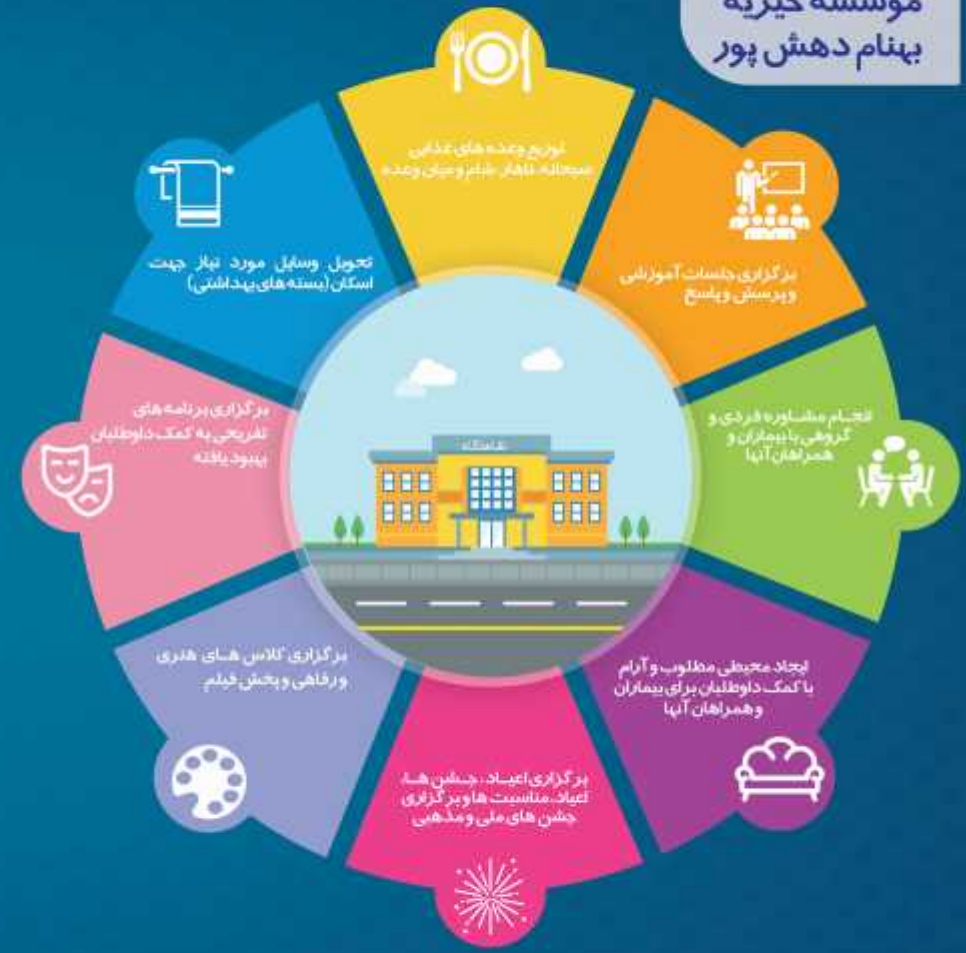 موسسه خیریه
بهنام دهش پور
توزیع وعده های غذایی
صبحانه، ناهار، شام و میان وعده
برگزاری جلسات آموزشی
و پرسش و پاسخ
انجام مشاوره فردی و
گروهی با بیماران و
همراهان آنها
ایجاد محیطی مطلوب و آرام
با کمک داوطلبان برای بیماران
و همراهان آنها
برگزاری اعیاد، جشن ها،
اعیاد، مناسبت ها و برگزاری
جشن های ملی و مذهبی
برگزاری کلاس های هنری
و رفاهی و پخش فیلم
برگزاری برنامه های
تفریحی به کمک داوطلبان
بهبود یافته
تحویل وسایل مورد نیاز جهت
اسکان (بسته های بهداشتی)